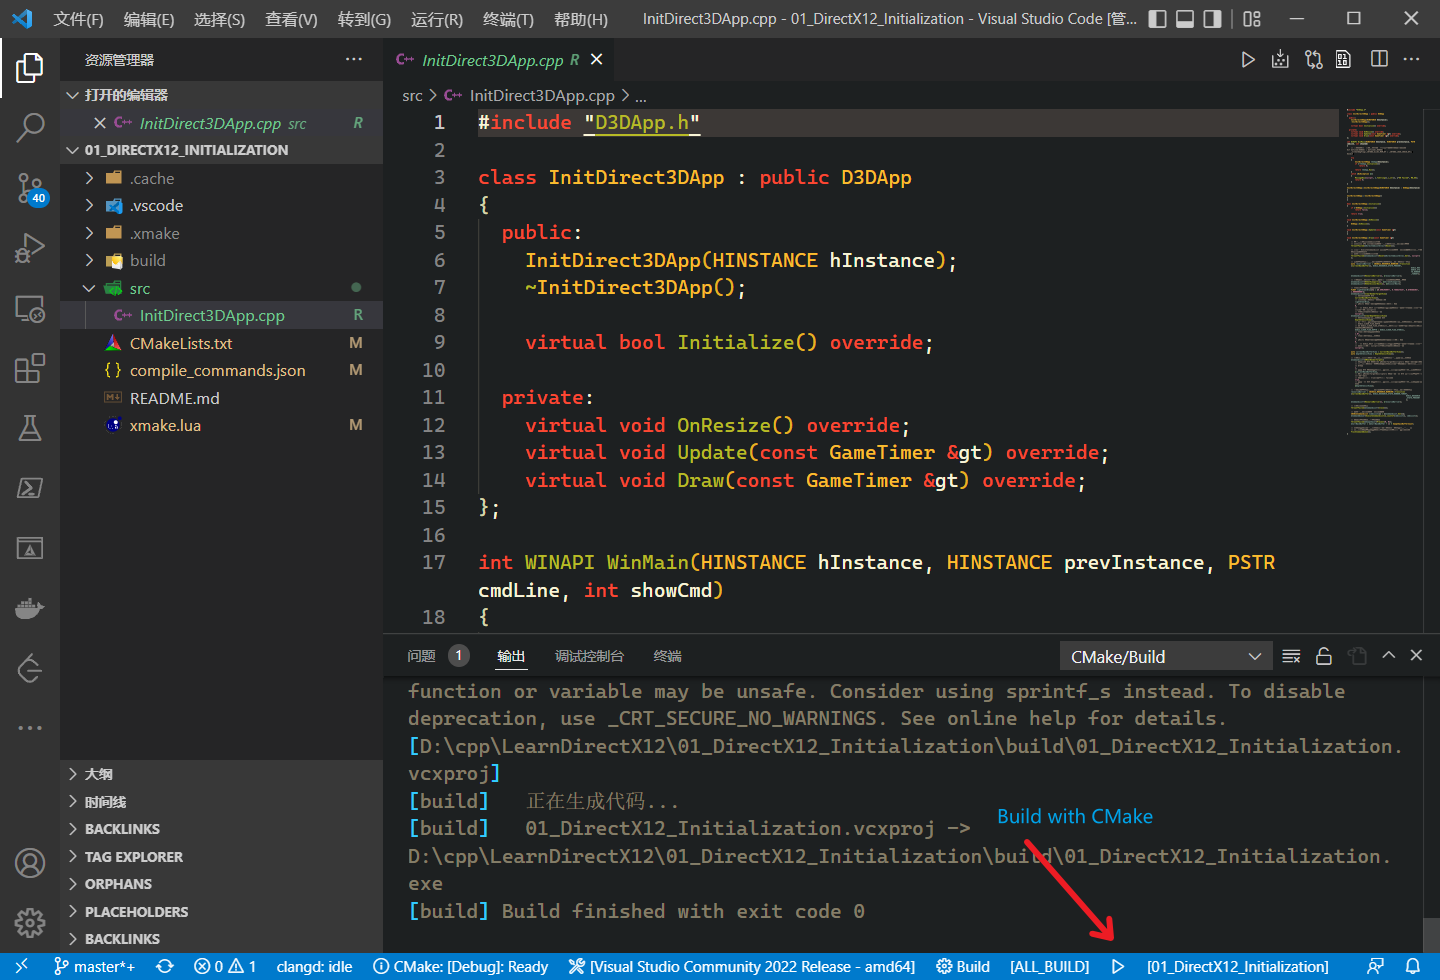 文件(F) 编辑(E) 选择(S) 查看(V) 转到(G) 运行(R) 终端(T) 帮助(H) InitDirect3DApp.cpp - 01_DirectX12_Initialization - Visual Studio Code [管...
资源管理器
打开的编辑器
InitDirect3DApp.cpp src R
01_DIRECTX12_INITIALIZATION
.cache
.vscode
.xmake
build
src
InitDirect3DApp.cpp R
CMakeLists.txt M
compile_commands.json M
README.md
xmake.lua M
40
大纲
时间线
BACKLINKS
TAG EXPLORER
ORPHANS
PLACEHOLDERS
BACKLINKS
InitDirect3DApp.cpp R
src > InitDirect3DApp.cpp > ...
1 #include "D3DApp.h"
2
3 class InitDirect3DApp : public D3DApp
4 {
5 public:
6 InitDirect3DApp(HINSTANCE hInstance);
7 ~InitDirect3DApp();
8
9 virtual bool Initialize() override;
10
11 private:
12 virtual void OnResize() override;
13 virtual void Update(const GameTimer &gt) override;
14 virtual void Draw(const GameTimer &gt) override;
15 };
16
17 int WINAPI WinMain(HINSTANCE hInstance, HINSTANCE prevInstance, PSTR
cmdLine, int showCmd)
18 {
问题 1 输出 调试控制台 终端 CMake/Build
function or variable may be unsafe. Consider using sprintf_s instead. To disable
deprecation, use _CRT_SECURE_NO_WARNINGS. See online help for details.
[D:\cpp\LearnDirectX12\01_DirectX12_Initialization\build\01_DirectX12_Initialization.
vcxproj]
[build] 正在生成代码...
[build] 01_DirectX12_Initialization.vcxproj ->
D:\cpp\LearnDirectX12\01_DirectX12_Initialization\build\01_DirectX12_Initialization.
exe
[build] Build finished with exit code 0
Build with CMake
master*+ 0 1 clangd: idle CMake: [Debug]: Ready [Visual Studio Community 2022 Release - amd64] Build [ALL_BUILD] [01_DirectX12_Initialization]